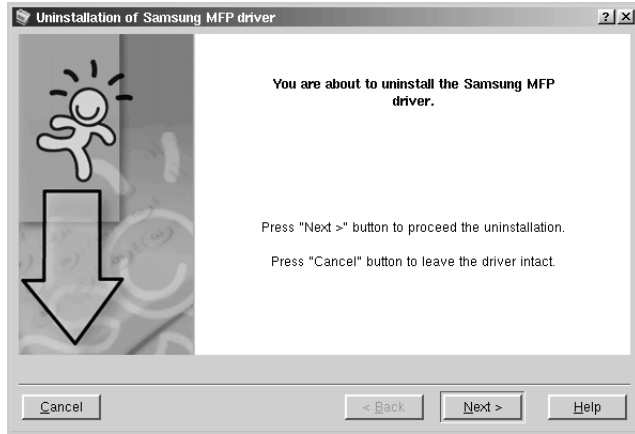 Uninstallation of Samsung MFP driver
You are about to uninstall the Samsung MFP
driver.
Press "Next >" button to proceed the uninstallation.
Press "Cancel" button to leave the driver intact.
Cancel
< Back
Next >
Help